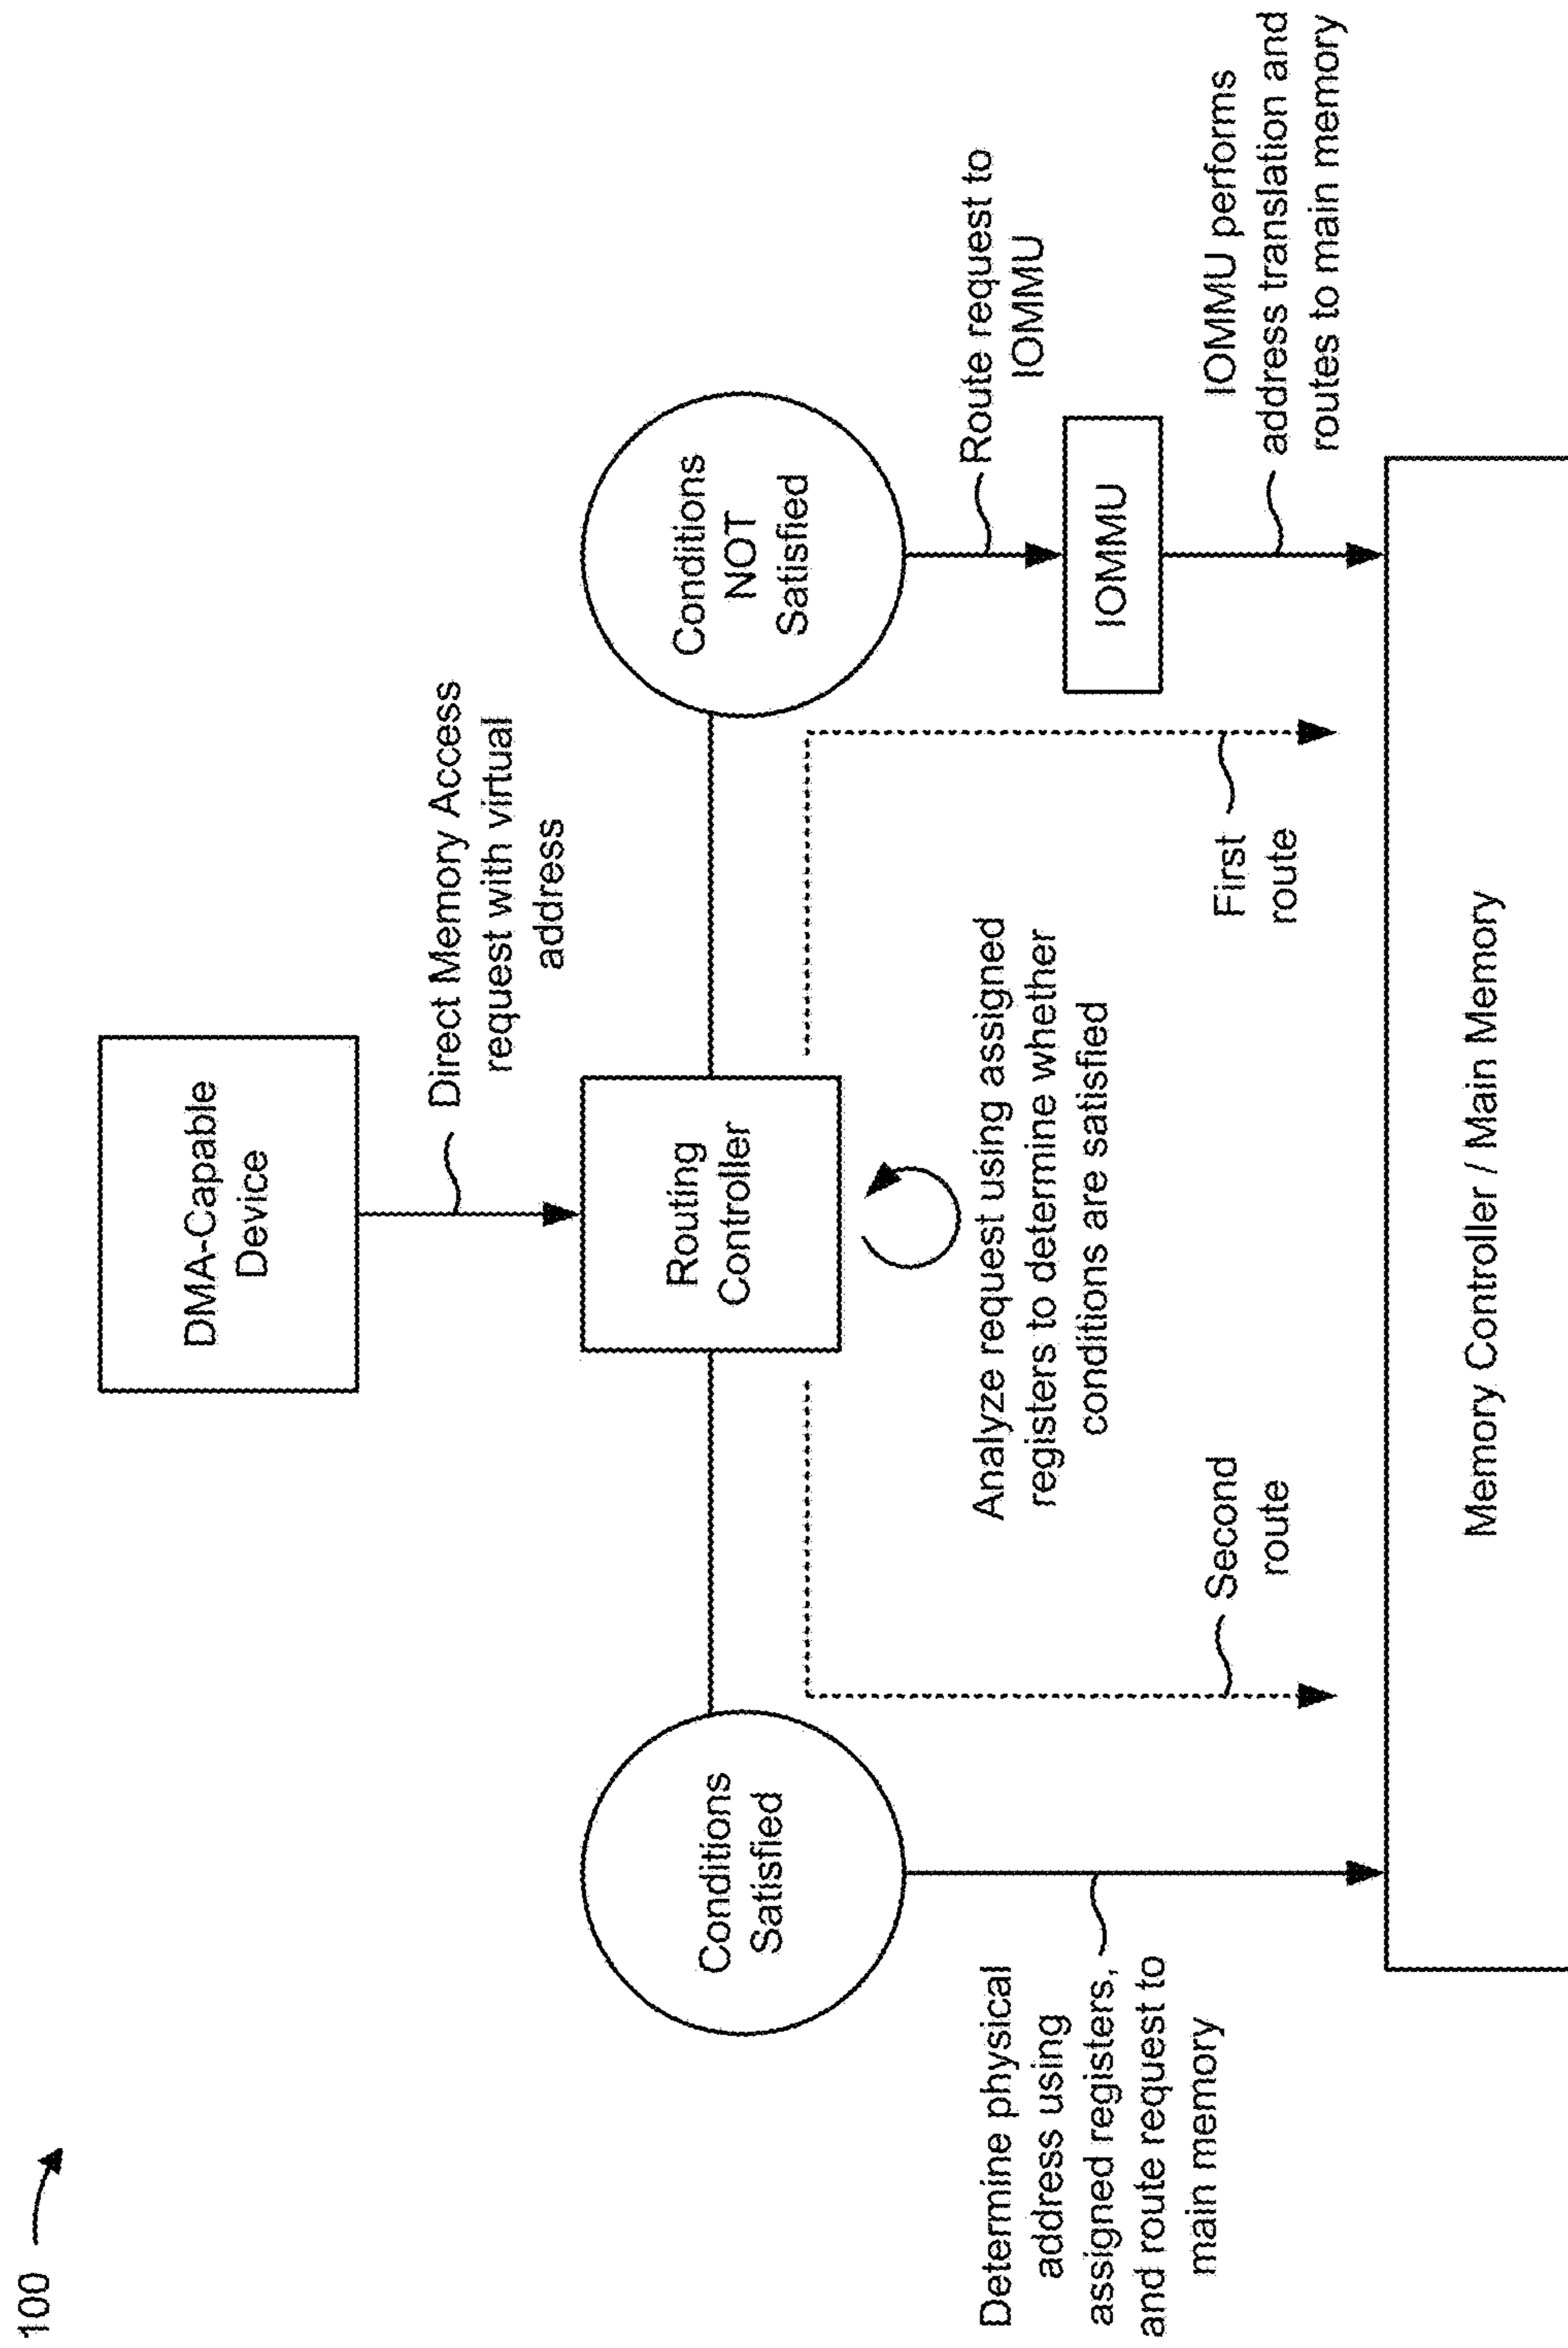 100
DMA-Capable
Device
Direct Memory Access
request with virtual
address
Routing
Controller
Conditions
Satisfied
Conditions
NOT
Satisfied
Analyze request using assigned
registers to determine whether
conditions are satisfied
Determine physical
address using
assigned registers,
and route request to
main memory
Second
route
First
route
Route request to
IOMMU
IOMMU
IOMMU performs
address translation and
routes to main memory
Memory Controller / Main Memory